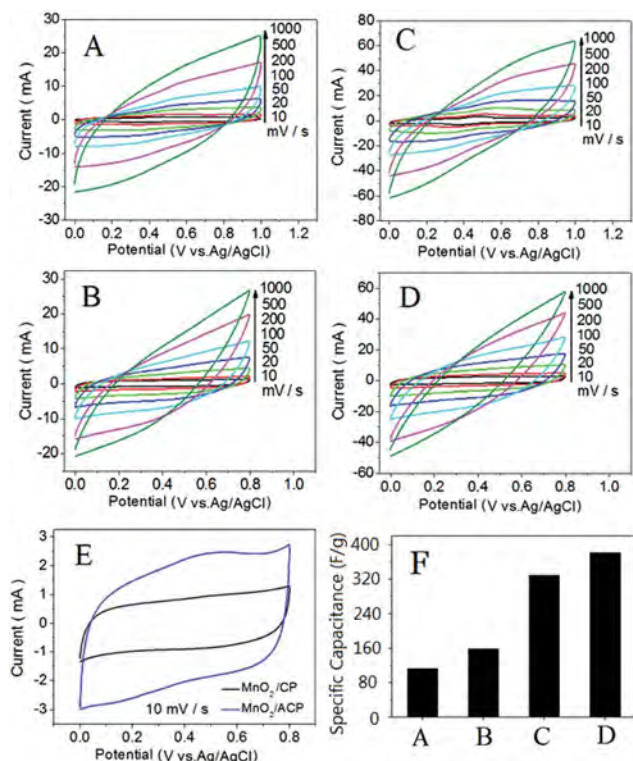 A
Current ( mA )
30
20
10
0
-10
-20
-30
0.0 0.2 0.4 0.6 0.8 1.0 1.2
Potential (V vs.Ag/AgCl)
1000
500
200
100
50
20
10
mV / s
C
Current ( mA )
80
60
40
20
0
-20
-40
-60
-80
0.0 0.2 0.4 0.6 0.8 1.0 1.2
Potential (V vs.Ag/AgCl)
1000
500
200
100
50
20
10
mV / s
B
Current ( mA )
30
20
10
0
-10
-20
0.0 0.2 0.4 0.6 0.8 1.0
Potential (V vs.Ag/AgCl)
1000
500
200
100
50
20
10
mV / s
D
Current ( mA )
60
40
20
0
-20
-40
-60
0.0 0.2 0.4 0.6 0.8 1.0
Potential (V vs.Ag/AgCl)
1000
500
200
100
50
20
10
mV / s
E
Current ( mA )
3
2
1
0
-1
-2
-3
0.0 0.2 0.4 0.6 0.8
Potential (V vs.Ag/AgCl)
MnO₂/CP
MnO₂/ACP
10 mV / s
F
Specific Capacitance (F/g)
400
320
160
80
0
A B C D